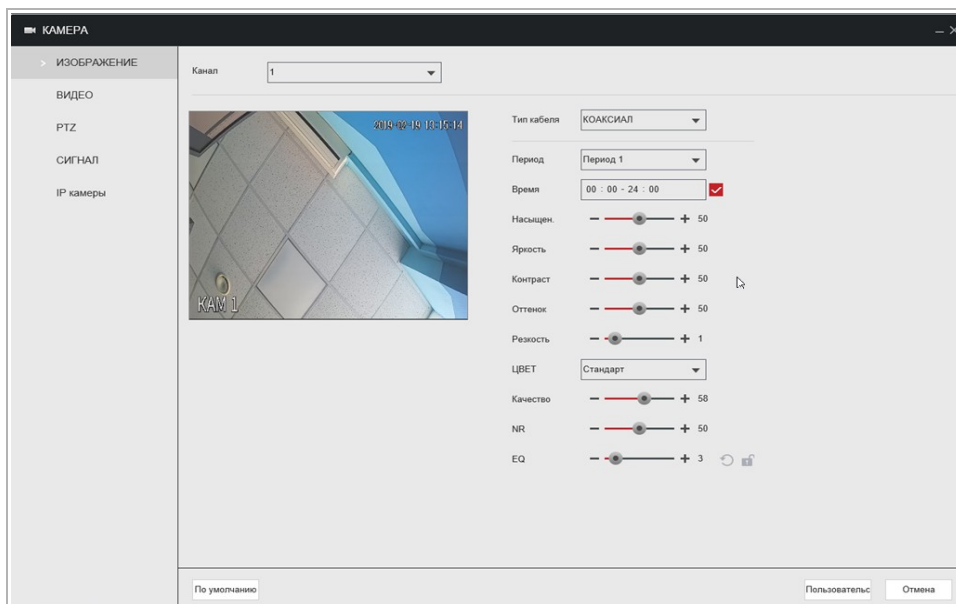 КАМЕРА
ИЗОБРАЖЕНИЕ
ВИДЕО
PTZ
СИГНАЛ
IP камеры
Канал 1
2019-02-19 13:15:14
КАМ 1
Тип кабеля КОАКСИАЛ
Период Период 1
Время 00 : 00 - 24 : 00
Насыщен. 50
Яркость 50
Контраст 50
Оттенок 50
Резкость 1
ЦВЕТ Стандарт
Качество 58
NR 50
EQ 3
По умолчанию
Пользовательс
Отмена